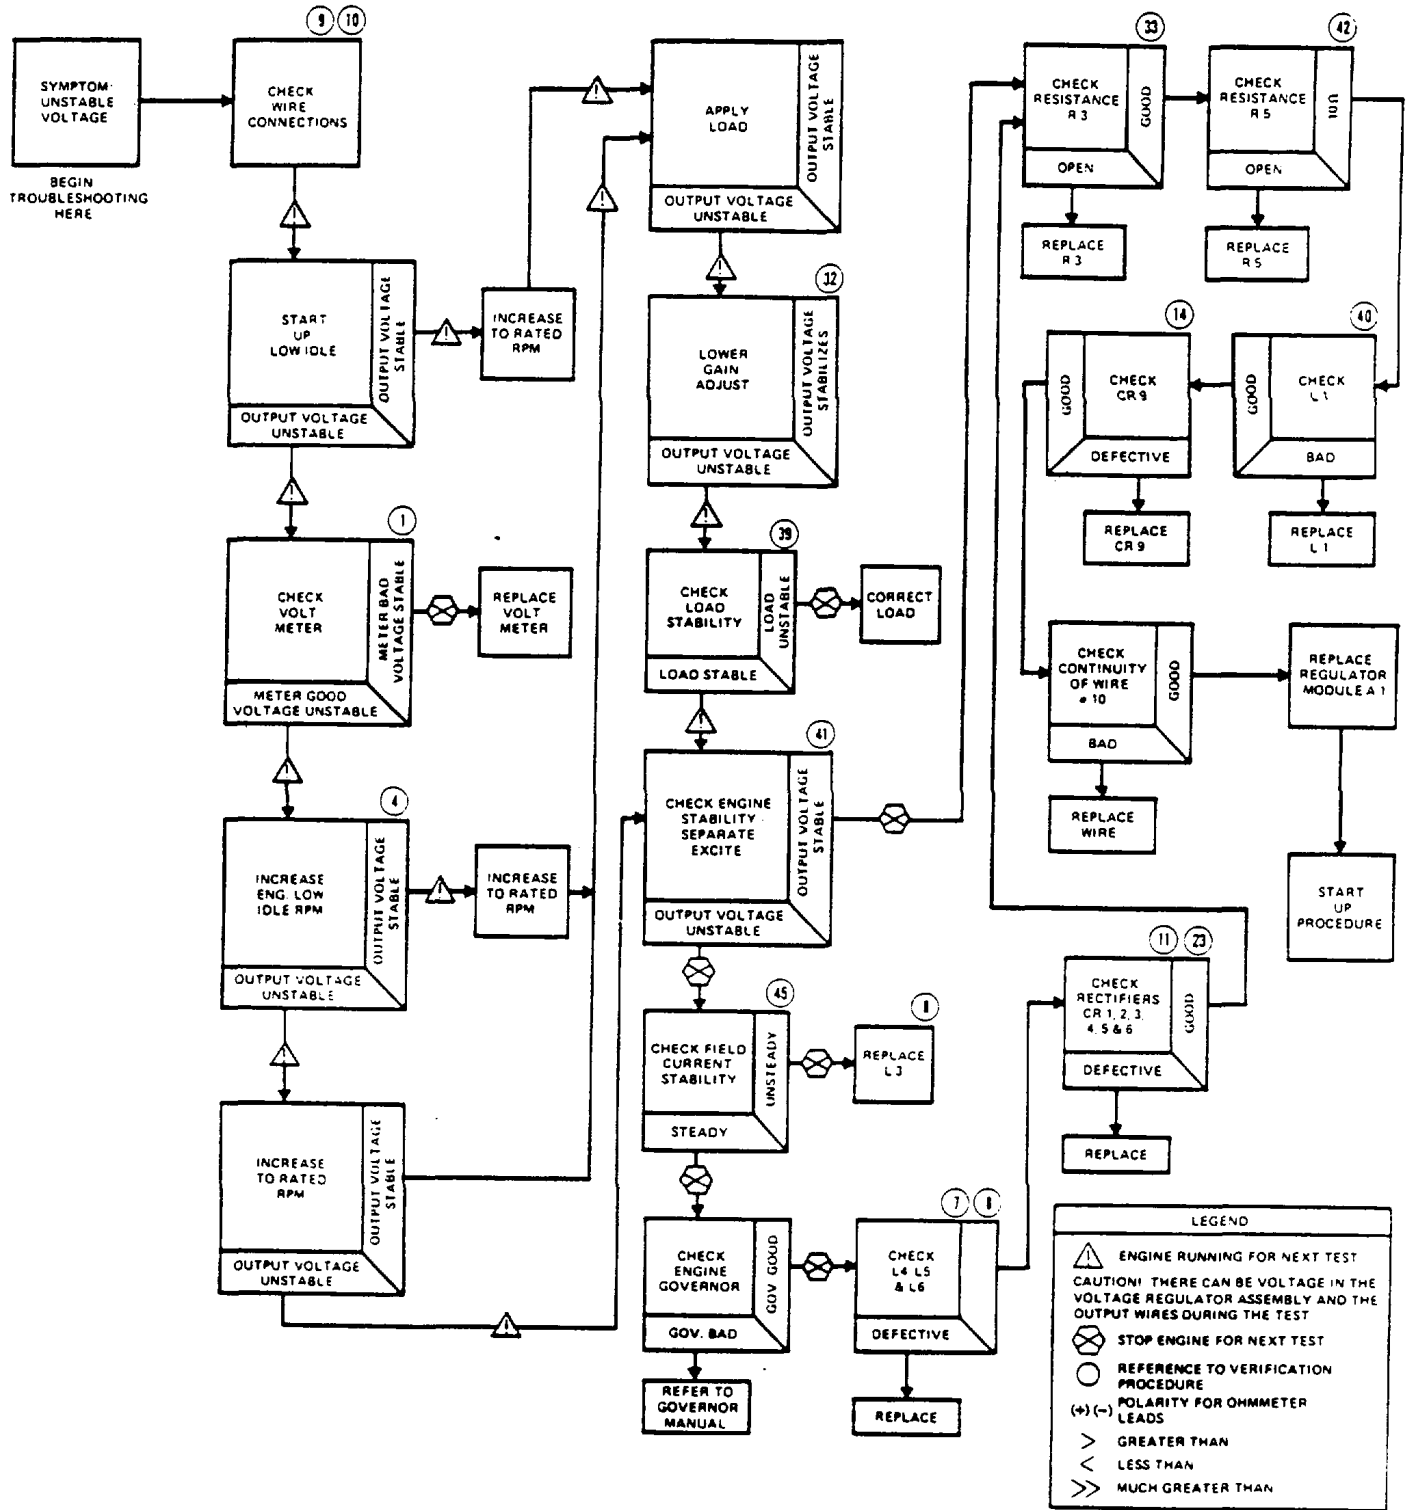 SYMPTOM:
UNSTABLE
VOLTAGE
BEGIN
TROUBLESHOOTING
HERE
9 10
CHECK
WIRE
CONNECTIONS
START
UP
LOW IDLE
OUTPUT VOLTAGE
STABLE
OUTPUT VOLTAGE
UNSTABLE
INCREASE
TO RATED
RPM
1
CHECK
VOLT
METER
METER BAD
VOLTAGE STABLE
METER GOOD
VOLTAGE UNSTABLE
REPLACE
VOLT
METER
4
INCREASE
ENG. LOW
IDLE RPM
OUTPUT VOLTAGE
STABLE
OUTPUT VOLTAGE
UNSTABLE
INCREASE
TO RATED
RPM
INCREASE
TO RATED
RPM
OUTPUT VOLTAGE
STABLE
OUTPUT VOLTAGE
UNSTABLE
APPLY
LOAD
OUTPUT VOLTAGE
STABLE
OUTPUT VOLTAGE
UNSTABLE
32
LOWER
GAIN
ADJUST
OUTPUT VOLTAGE
STABILIZES
OUTPUT VOLTAGE
UNSTABLE
39
CHECK
LOAD
STABILITY
LOAD
UNSTABLE
LOAD STABLE
CORRECT
LOAD
41
CHECK ENGINE
STABILITY
SEPARATE
EXCITE
OUTPUT VOLTAGE
STABLE
OUTPUT VOLTAGE
UNSTABLE
45
CHECK FIELD
CURRENT
STABILITY
UNSTEADY
STEADY
8
REPLACE
L3
CHECK
ENGINE
GOVERNOR
GOV GOOD
GOV. BAD
REFER TO
GOVERNOR
MANUAL
7 8
CHECK
L4 L5
& L6
DEFECTIVE
REPLACE
11 23
CHECK
RECTIFIERS
CR 1, 2, 3,
4, 5 & 6
GOOD
DEFECTIVE
REPLACE
33
CHECK
RESISTANCE
R3
GOOD
OPEN
REPLACE
R3
42
CHECK
RESISTANCE
R5
10Ω
OPEN
REPLACE
R5
40
CHECK
L1
GOOD
BAD
REPLACE
L1
14
CHECK
CR9
GOOD
DEFECTIVE
REPLACE
CR9
CHECK
CONTINUITY
OF WIRE
# 10
GOOD
BAD
REPLACE
WIRE
REPLACE
REGULATOR
MODULE A1
START
UP
PROCEDURE
LEGEND
ENGINE RUNNING FOR NEXT TEST
CAUTION! THERE CAN BE VOLTAGE IN THE
VOLTAGE REGULATOR ASSEMBLY AND THE
OUTPUT WIRES DURING THE TEST
STOP ENGINE FOR NEXT TEST
REFERENCE TO VERIFICATION
PROCEDURE
(+) (−) POLARITY FOR OHMMETER
LEADS
> GREATER THAN
< LESS THAN
>> MUCH GREATER THAN